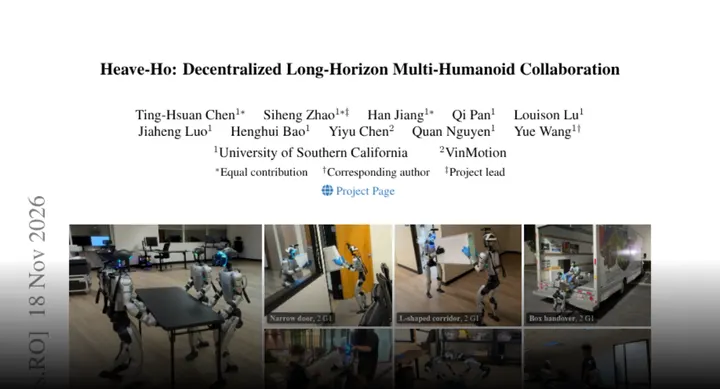 Heave-Ho: Decentralized Long-Horizon Multi-Humanoid Collaboration
Ting-Hsuan Chen1* Siheng Zhao1*‡ Han Jiang1* Qi Pan1 Louison Lu1
Jiaheng Luo1 Henghui Bao1 Yiyu Chen2 Quan Nguyen1 Yue Wang1†
1University of Southern California 2VinMotion
*Equal contribution †Corresponding author ‡Project lead
Project Page
.RO] 18 Nov 2026
Narrow door, 2 G1
L-shaped corridor, 2 G1
Box handover, 2 G1